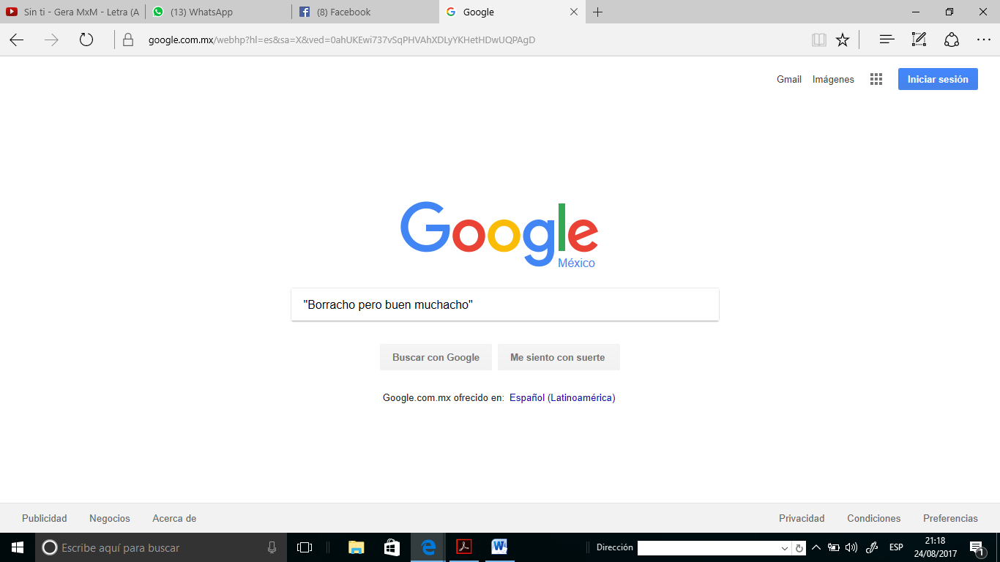 Sin ti - Gera MxM - Letra (A
(13) WhatsApp
(8) Facebook
Google
google.com.mx/webhp?hl=es&sa=X&ved=0ahUKEwi737vSqPHVAhXDLyYKHetHDwUQPAgD
Gmail Imágenes Iniciar sesión
Google
México
"Borracho pero buen muchacho"
Buscar con Google Me siento con suerte
Google.com.mx ofrecido en: Español (Latinoamérica)
Publicidad Negocios Acerca de Privacidad Condiciones Preferencias
Escribe aquí para buscar
Dirección
ESP
21:18
24/08/2017
1